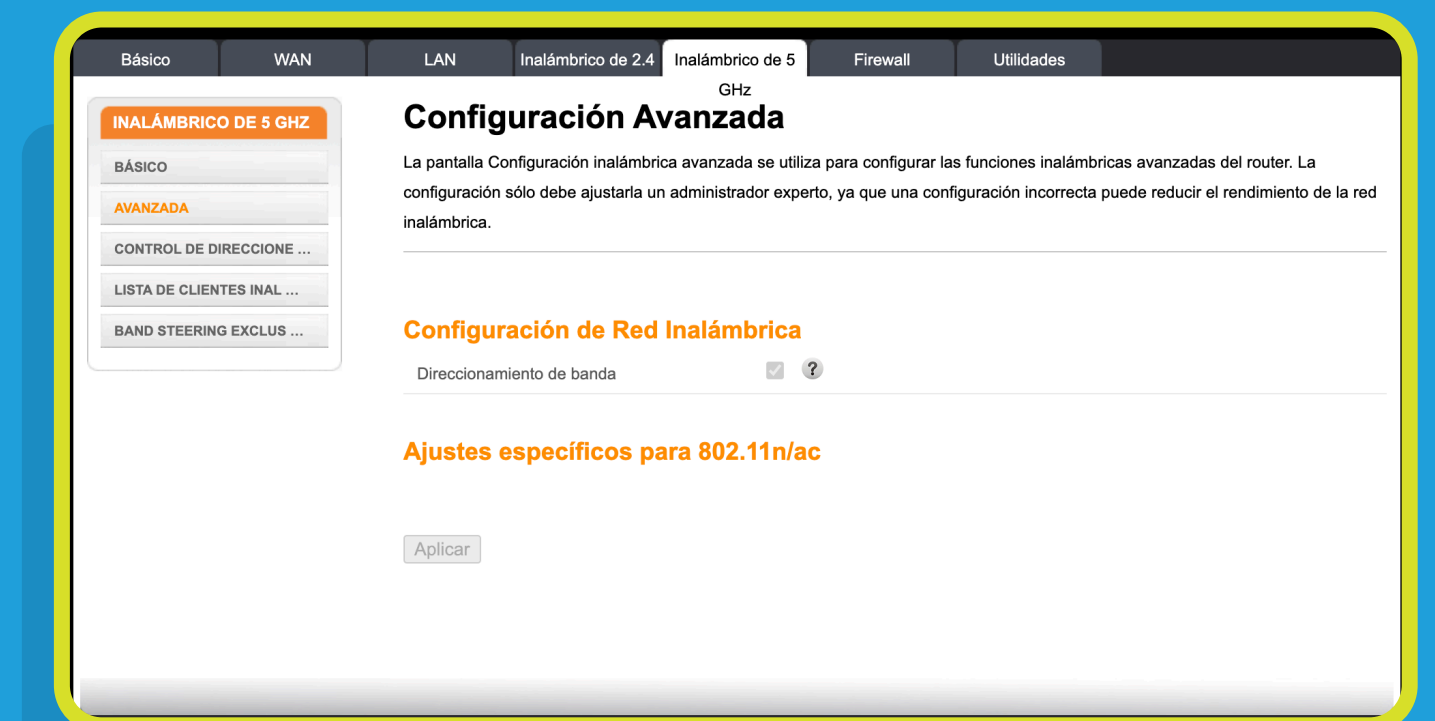 Básico
WAN
LAN
Inalámbrico de 2.4
Inalámbrico de 5
GHz
Firewall
Utilidades
INALÁMBRICO DE 5 GHZ
BÁSICO
AVANZADA
CONTROL DE DIRECCIONE ...
LISTA DE CLIENTES INAL ...
BAND STEERING EXCLUS ...
Configuración Avanzada
La pantalla Configuración inalámbrica avanzada se utiliza para configurar las funciones inalámbricas avanzadas del router. La
configuración sólo debe ajustarla un administrador experto, ya que una configuración incorrecta puede reducir el rendimiento de la red
inalámbrica.
Configuración de Red Inalámbrica
Direccionamiento de banda ?
Ajustes específicos para 802.11n/ac
Aplicar